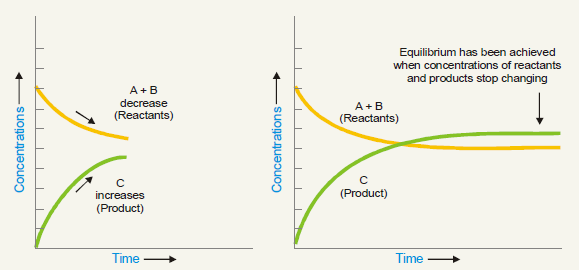 Concentrations
A + B
decrease
(Reactants)
C
increases
(Product)
Time
Concentrations
Equilibrium has been achieved
when concentrations of reactants
and products stop changing
A + B
(Reactants)
C
(Product)
Time